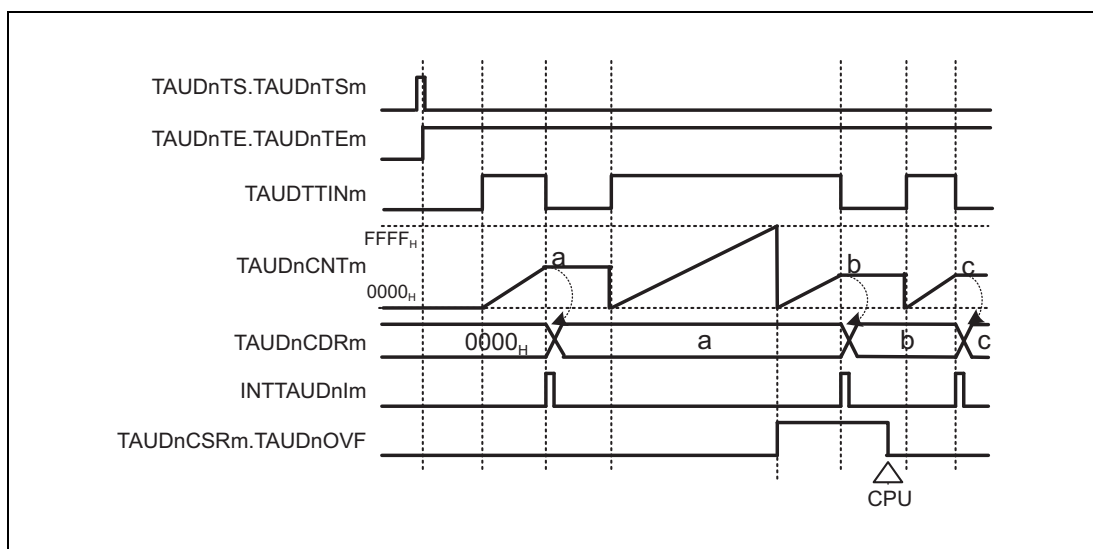 TAUDnTS.TAUDnTSm
TAUDnTE.TAUDnTEm
TAUDTTINm
FFFFH
TAUDnCNTm
a
b
c
0000H
TAUDnCDRm
0000H
a
b
c
INTTAUDnIm
TAUDnCSRm.TAUDnOVF
CPU